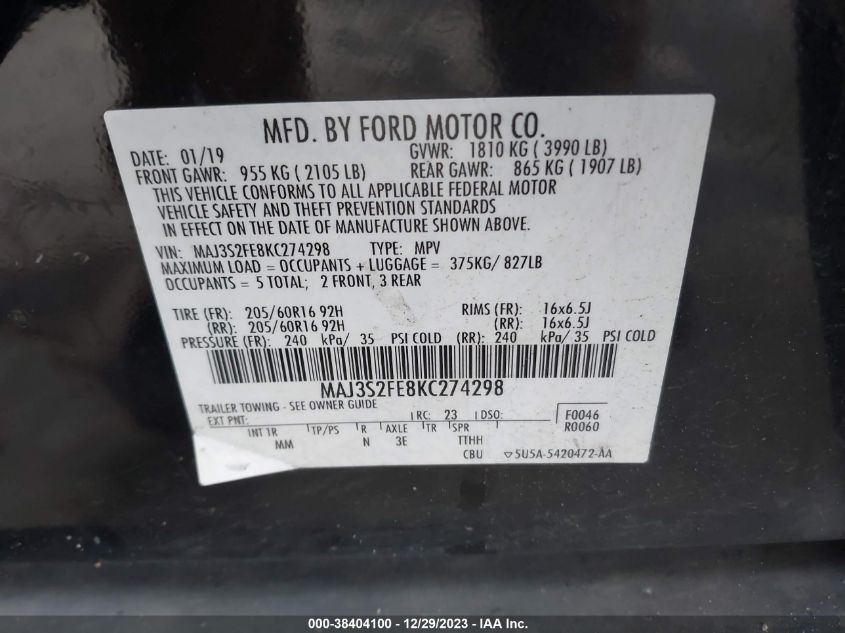 MFD. BY FORD MOTOR CO.
DATE: 01/19 GVWR: 1810 KG ( 3990 LB)
FRONT GAWR: 955 KG ( 2105 LB) REAR GAWR: 865 KG ( 1907 LB)
THIS VEHICLE CONFORMS TO ALL APPLICABLE FEDERAL MOTOR
VEHICLE SAFETY AND THEFT PREVENTION STANDARDS
IN EFFECT ON THE DATE OF MANUFACTURE SHOWN ABOVE.
VIN: MAJ3S2FE8KC274298 TYPE: MPV
MAXIMUM LOAD = OCCUPANTS + LUGGAGE = 375KG/ 827LB
OCCUPANTS = 5 TOTAL; 2 FRONT, 3 REAR
TIRE (FR): 205/60R16 92H RIMS (FR): 16x6.5J
(RR): 205/60R16 92H (RR): 16x6.5J
PRESSURE (FR): 240 kPa/ 35 PSI COLD (RR): 240 kPa/ 35 PSI COLD
MAJ3S2FE8KC274298
TRAILER TOWING - SEE OWNER GUIDE
EXT PNT: RC: 23 DSO: F0046
INT TR TP/PS R AXLE TR SPR R0060
MM N 3E TTHH
CBU 5U5A-5420472-AA
000-38404100 - 12/29/2023 - IAA Inc.